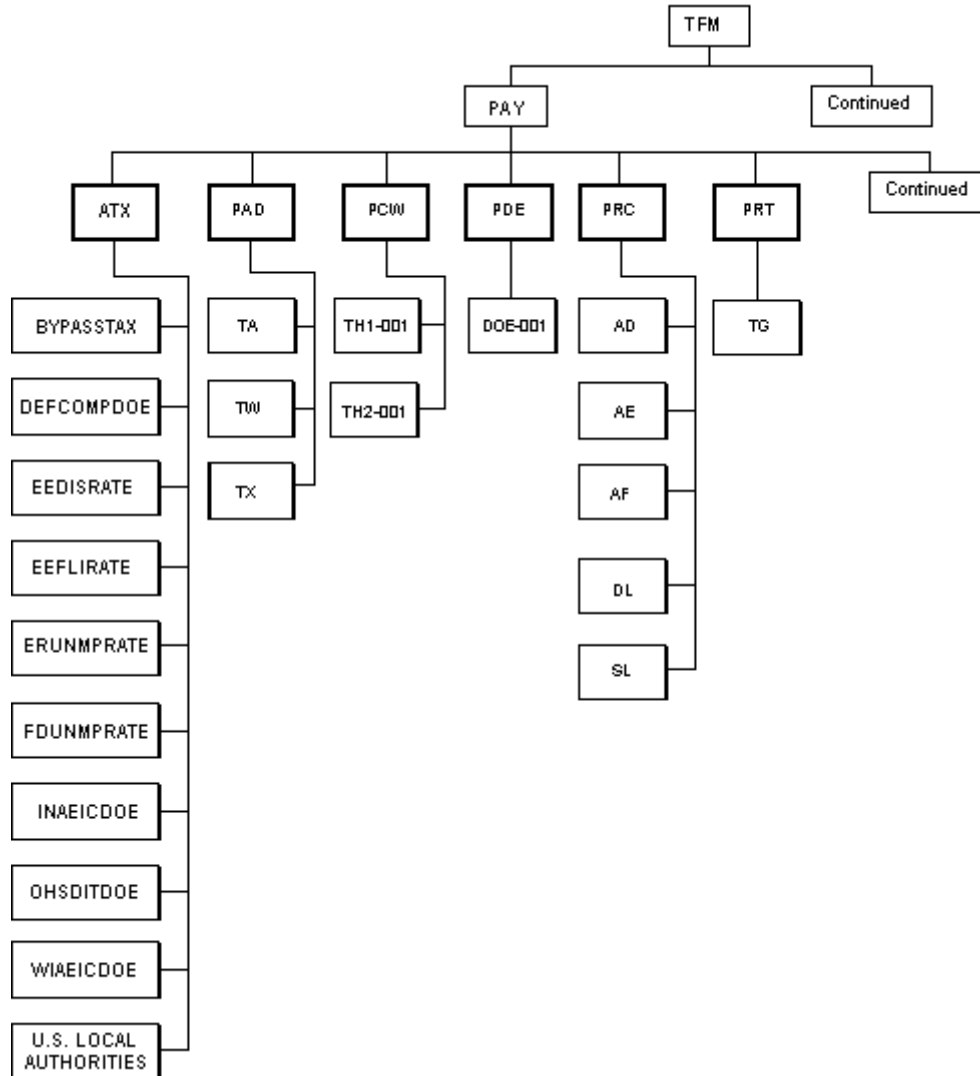 TFM
PAY
Continued
ATX
PAD
PCW
PDE
PRC
PRT
Continued
BYPASSTAX
TA
TH1-001
DOE-001
AD
TG
DEFCOMPDOE
TW
TH2-001
AE
EEDISRATE
TX
AF
EEFLIRATE
DL
ERUNMPRATE
SL
FDUNMPRATE
INAEICDOE
OHSDITDOE
WIAEICDOE
U.S. LOCAL
AUTHORITIES